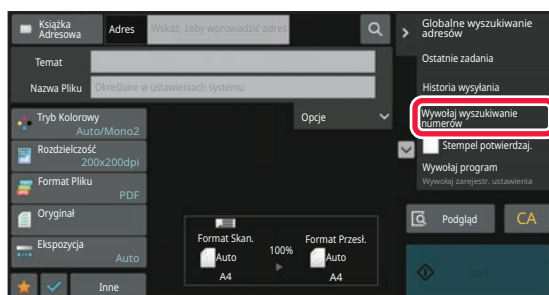 Książka
Adresowa
Adres
Wskaż, żeby wprowadzić adres
Temat
Nazwa Pliku
Określone w ustawieniach systemu
Tryb Kolorowy
Auto/Mono2
Opcje
Rozdzielczość
200x200dpi
Format Pliku
PDF
Oryginał
Ekspozycja
Auto
Inne
Format Skan.
Auto
A4
100%
Format Przesł.
Auto
A4
Globalne wyszukiwanie
adresów
Ostatnie zadania
Historia wysyłania
Wywołaj wyszukiwanie
numerów
Stempel potwierdzaj.
Wywołaj program
Wywołaj zarejestr. ustawienia
Podgląd
CA
Start